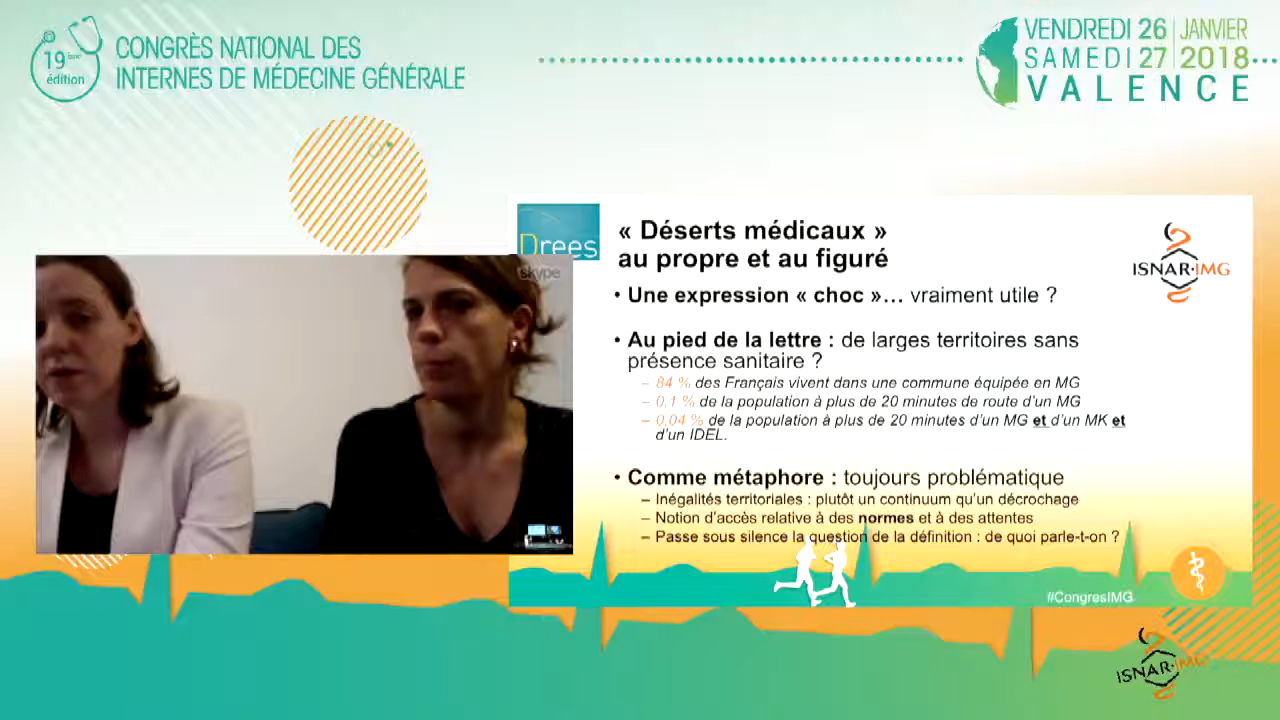 19ème
édition
CONGRÈS NATIONAL DES
INTERNES DE MÉDECINE GÉNÉRALE
VENDREDI 26 JANVIER
SAMEDI 27 2018
VALENCE
Drees
skype
« Déserts médicaux »
au propre et au figuré
ISNAR-IMG
• Une expression « choc »… vraiment utile ?
• Au pied de la lettre : de larges territoires sans
présence sanitaire ?
– 84 % des Français vivent dans une commune équipée en MG
– 0,1 % de la population à plus de 20 minutes de route d'un MG
– 0,04 % de la population à plus de 20 minutes d'un MG et d'un MK et
d'un IDEL.
• Comme métaphore : toujours problématique
– Inégalités territoriales : plutôt un continuum qu'un décrochage
– Notion d'accès relative à des normes et à des attentes
– Passe sous silence la question de la définition : de quoi parle-t-on ?
#CongresIMG
ISNAR-IMG